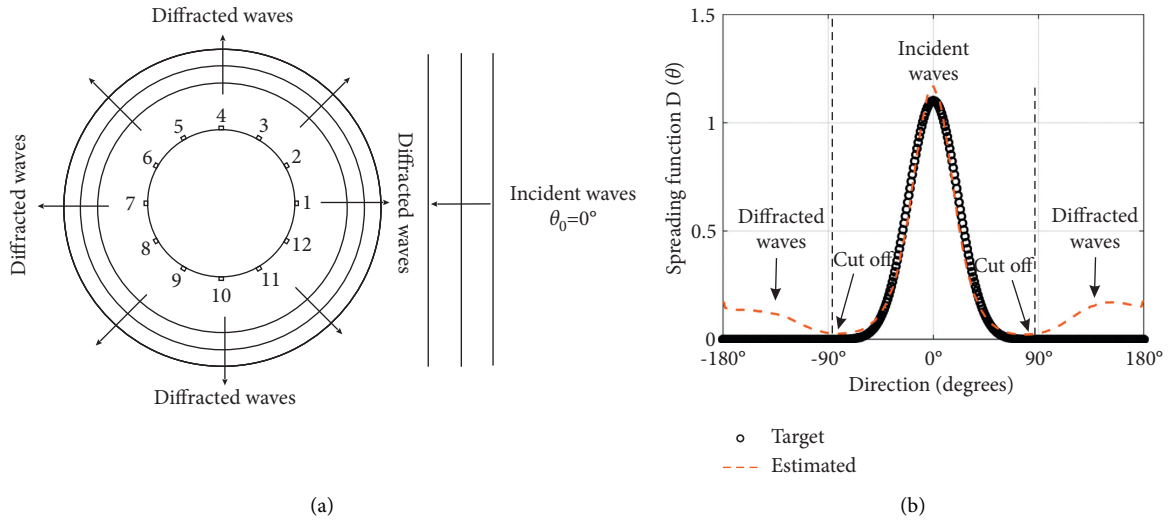 Diffracted waves
Diffracted waves
Diffracted waves
Diffracted waves
1
2
3
4
5
6
7
8
9
10
11
12
Incident waves
θ0=0°
(a)
Spreading function D (θ)
1.5
1
0.5
0
-180°
-90°
0°
90°
180°
Direction (degrees)
Incident
waves
Diffracted
waves
Diffracted
waves
Cut off
Cut off
Target
Estimated
(b)